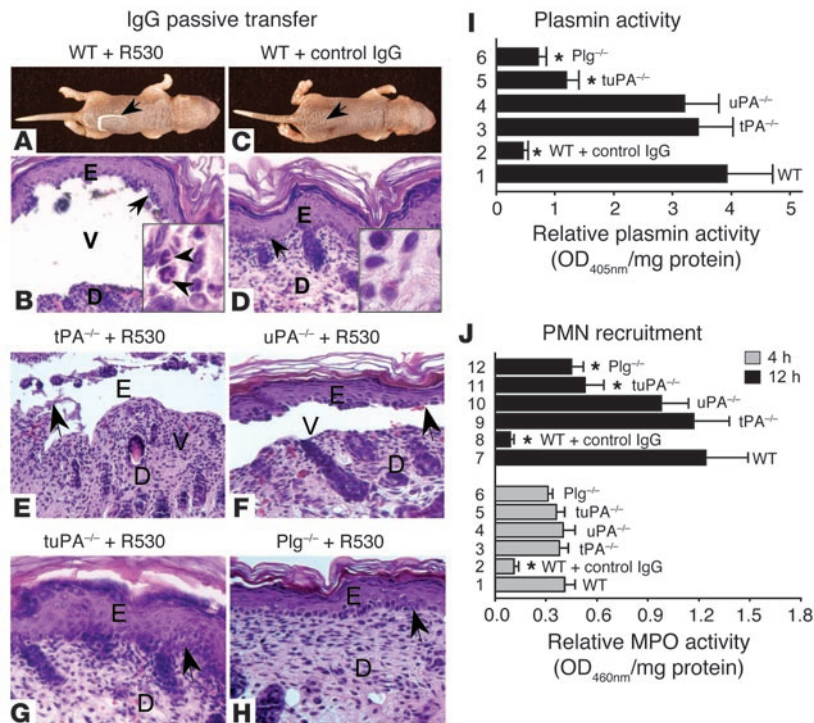 IgG passive transfer
WT + R530
WT + control IgG
A
C
E
V
D
B
E
D
D
tPA⁻/⁻ + R530
uPA⁻/⁻ + R530
E
V
D
E
E
V
D
F
tuPA⁻/⁻ + R530
Plg⁻/⁻ + R530
E
D
G
E
D
H
I
Plasmin activity
6
* Plg⁻/⁻
5
* tuPA⁻/⁻
4
uPA⁻/⁻
3
tPA⁻/⁻
2
* WT + control IgG
1
WT
0 1 2 3 4 5
Relative plasmin activity
(OD₄₀₅nm/mg protein)
J
PMN recruitment
4 h
12 h
12
* Plg⁻/⁻
11
* tuPA⁻/⁻
10
uPA⁻/⁻
9
tPA⁻/⁻
8
* WT + control IgG
7
WT
6
Plg⁻/⁻
5
tuPA⁻/⁻
4
uPA⁻/⁻
3
tPA⁻/⁻
2
* WT + control IgG
1
WT
0.0 0.3 0.6 0.9 1.2 1.5 1.8
Relative MPO activity
(OD₄₆₀nm/mg protein)